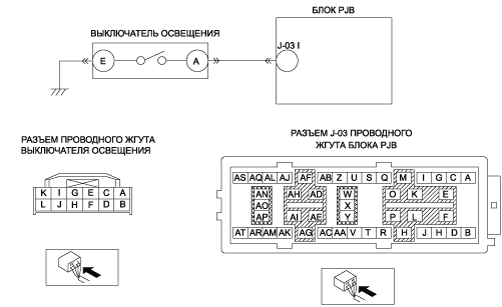 БЛОК PJB
ВЫКЛЮЧАТЕЛЬ ОСВЕЩЕНИЯ
J-03 I
E A
РАЗЪЕМ ПРОВОДНОГО ЖГУТА
ВЫКЛЮЧАТЕЛЯ ОСВЕЩЕНИЯ
K I G E C A
L J H F D B
РАЗЪЕМ J-03 ПРОВОДНОГО
ЖГУТА БЛОКА PJB
AS AQ AL AJ AF AB Z U S Q M I G C A
AN AH AD W O K E
AO X
AP AI AE Y P L F
AT AR AM AK AG AC AA V T R H J H D B